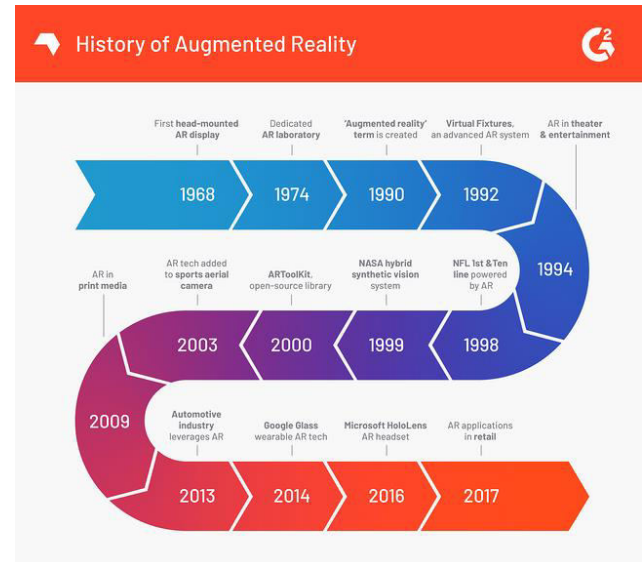 History of Augmented Reality
G2
First head-mounted
AR display
Dedicated
AR laboratory
'Augmented reality'
term is created
Virtual Fixtures,
an advanced AR system
AR in theater
& entertainment
1968
1974
1990
1992
1994
AR in
print media
AR tech added
to sports aerial
camera
ARToolKit,
open-source library
NASA hybrid
synthetic vision
system
NFL 1st &Ten
line powered
by AR
2003
2000
1999
1998
2009
Automotive
industry
leverages AR
Google Glass
wearable AR tech
Microsoft HoloLens
AR headset
AR applications
in retail
2013
2014
2016
2017